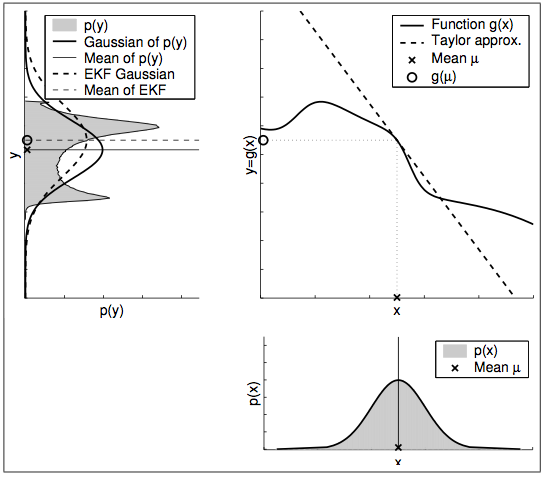 p(y)
Gaussian of p(y)
Mean of p(y)
EKF Gaussian
Mean of EKF
y
p(y)
Function g(x)
Taylor approx.
Mean μ
g(μ)
y=g(x)
x
p(x)
Mean μ
p(x)
x